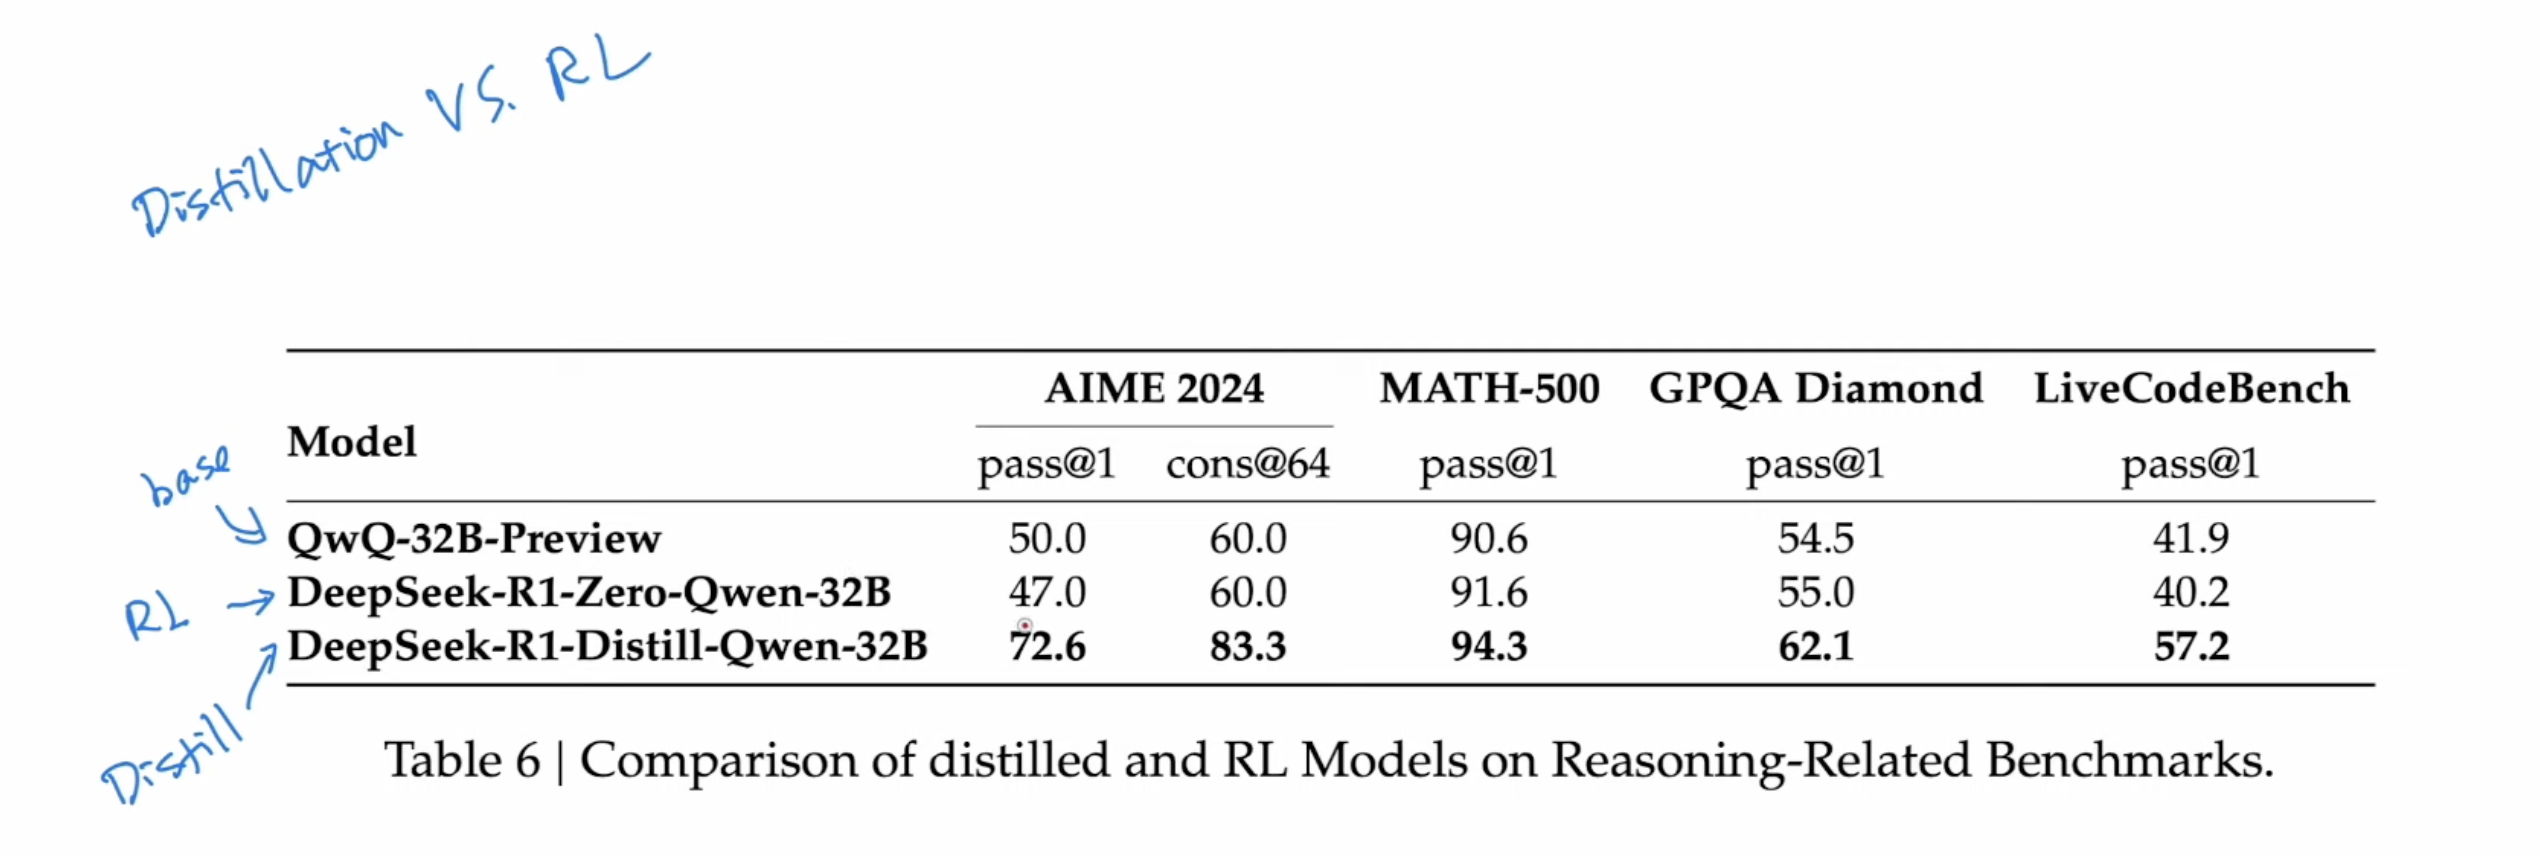 Distillation VS. RL
AIME 2024 MATH-500 GPQA Diamond LiveCodeBench
Model
pass@1 cons@64 pass@1 pass@1 pass@1
base
QwQ-32B-Preview 50.0 60.0 90.6 54.5 41.9
RL → DeepSeek-R1-Zero-Qwen-32B 47.0 60.0 91.6 55.0 40.2
DeepSeek-R1-Distill-Qwen-32B 72.6 83.3 94.3 62.1 57.2
Distill
Table 6 | Comparison of distilled and RL Models on Reasoning-Related Benchmarks.